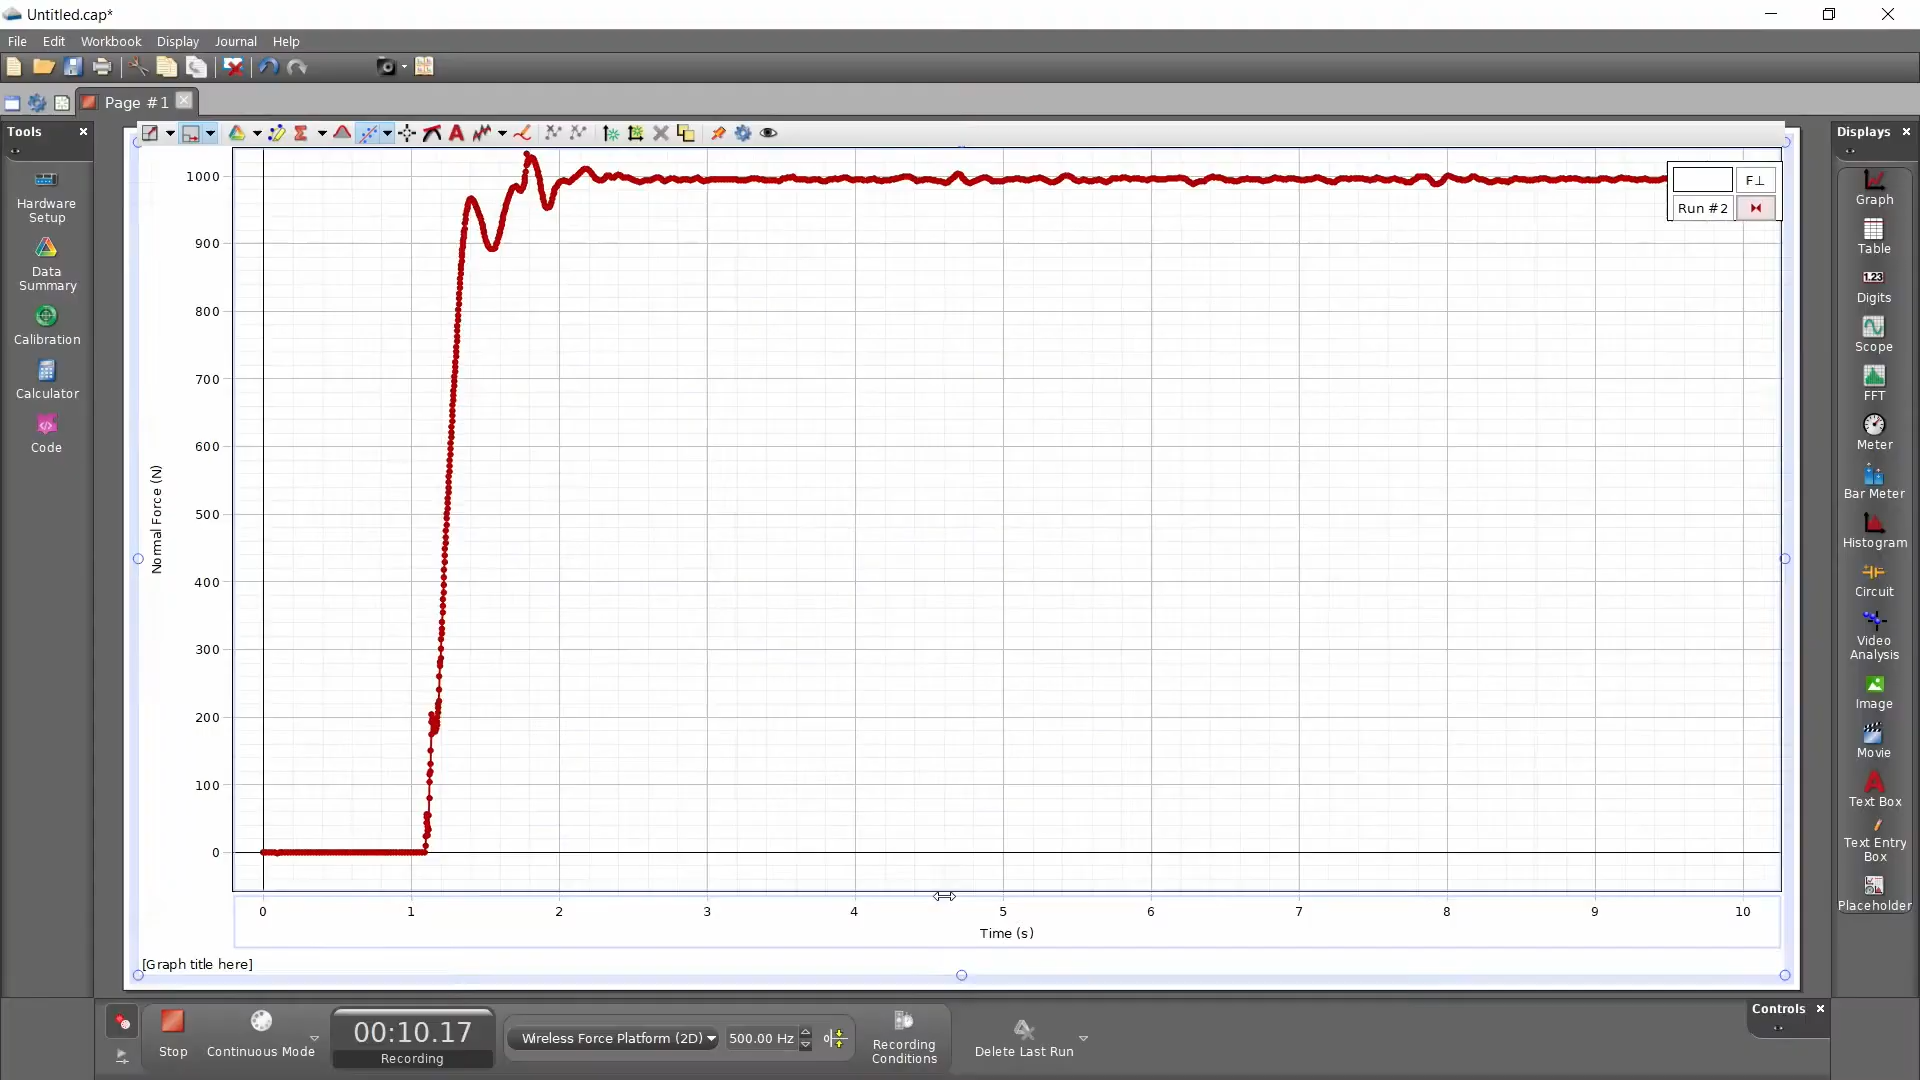 Untitled.cap*
File Edit Workbook Display Journal Help
Page #1
Tools
Hardware
Setup
Data
Summary
Calibration
Calculator
Code
1000
900
800
700
600
500
400
300
200
100
0
Normal Force (N)
F⊥
Run #2
0 1 2 3 4 5 6 7 8 9 10
Time (s)
[Graph title here]
Displays
Graph
Table
1.23
Digits
Scope
FFT
Meter
Bar Meter
Histogram
Circuit
Video
Analysis
Image
Movie
Text Box
Text Entry
Box
Placeholder
Stop
Continuous Mode
00:10.17
Recording
Wireless Force Platform (2D)
500.00 Hz
Recording
Conditions
Delete Last Run
Controls